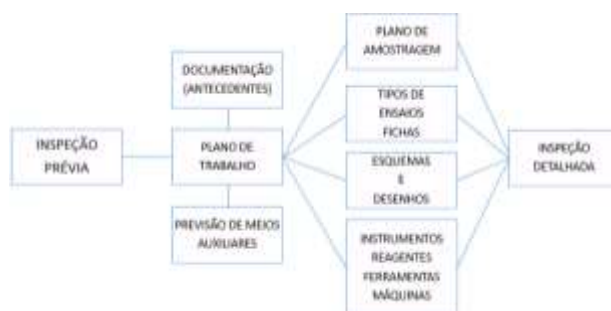 INSPEÇÃO
PRÉVIA
DOCUMENTAÇÃO
(ANTECEDENTES)
PLANO DE
TRABALHO
PREVISÃO DE MEIOS
AUXILIARES
PLANO DE
AMOSTRAGEM
TIPOS DE
ENSAIOS
FICHAS
ESQUEMAS
E
DESENHOS
INSTRUMENTOS
REAGENTES
FERRAMENTAS
MÁQUINAS
INSPEÇÃO
DETALHADA